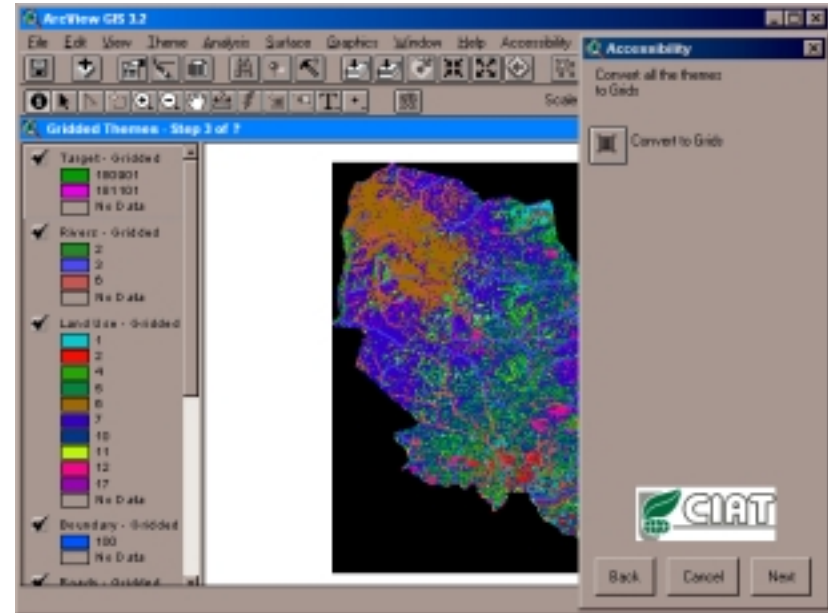 ArcView GIS 3.2
File Edit View Theme Analysis Surface Graphics Window Help Accessibility
Scale
Gridded Themes - Step 3 of 7
Target - Gridded
180901
181101
No Data
Rivers - Gridded
2
3
6
No Data
Land Use - Gridded
1
2
4
5
6
7
10
11
12
17
No Data
Boundary - Gridded
100
No Data
Roads - Gridded
Accessibility
Convert all the themes
to Grids
Convert to Grids
CIAT
Back Cancel Next